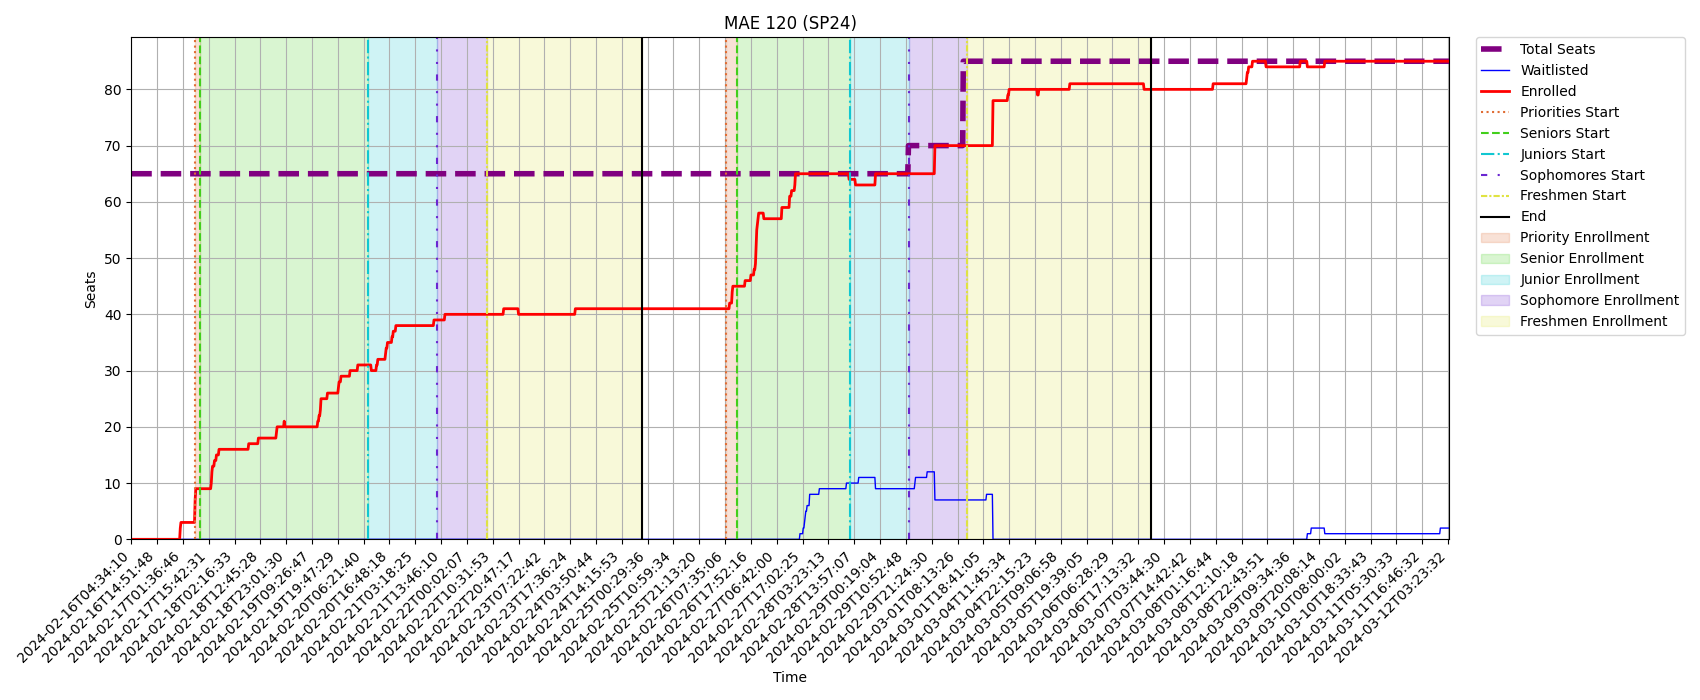 MAE 120 (SP24)
Seats
80
70
60
50
40
30
20
10
0
2024-02-16T04:34:10
2024-02-16T14:51:48
2024-02-17T01:36:46
2024-02-17T15:42:31
2024-02-18T02:16:33
2024-02-18T12:45:28
2024-02-18T23:01:30
2024-02-19T09:26:47
2024-02-19T19:47:29
2024-02-20T06:21:40
2024-02-20T16:48:18
2024-02-21T03:18:25
2024-02-21T13:46:10
2024-02-22T00:02:07
2024-02-22T10:31:53
2024-02-22T20:47:17
2024-02-23T07:22:42
2024-02-23T17:36:24
2024-02-24T03:50:44
2024-02-24T14:15:53
2024-02-25T00:29:36
2024-02-25T10:59:34
2024-02-25T21:13:20
2024-02-26T07:35:06
2024-02-26T17:52:16
2024-02-27T06:42:00
2024-02-27T17:02:25
2024-02-28T03:23:13
2024-02-28T13:57:07
2024-02-29T00:19:04
2024-02-29T10:52:48
2024-02-29T21:24:30
2024-03-01T08:13:26
2024-03-01T18:41:05
2024-03-04T11:45:34
2024-03-04T22:15:23
2024-03-05T09:06:58
2024-03-05T19:39:05
2024-03-06T06:28:29
2024-03-06T17:13:32
2024-03-07T03:44:30
2024-03-07T14:42:42
2024-03-08T01:16:44
2024-03-08T12:10:18
2024-03-08T22:43:51
2024-03-09T09:34:36
2024-03-09T20:08:14
2024-03-10T08:00:02
2024-03-10T18:33:43
2024-03-11T05:30:33
2024-03-11T16:46:32
2024-03-12T03:23:32
Time
Total Seats
Waitlisted
Enrolled
Priorities Start
Seniors Start
Juniors Start
Sophomores Start
Freshmen Start
End
Priority Enrollment
Senior Enrollment
Junior Enrollment
Sophomore Enrollment
Freshmen Enrollment